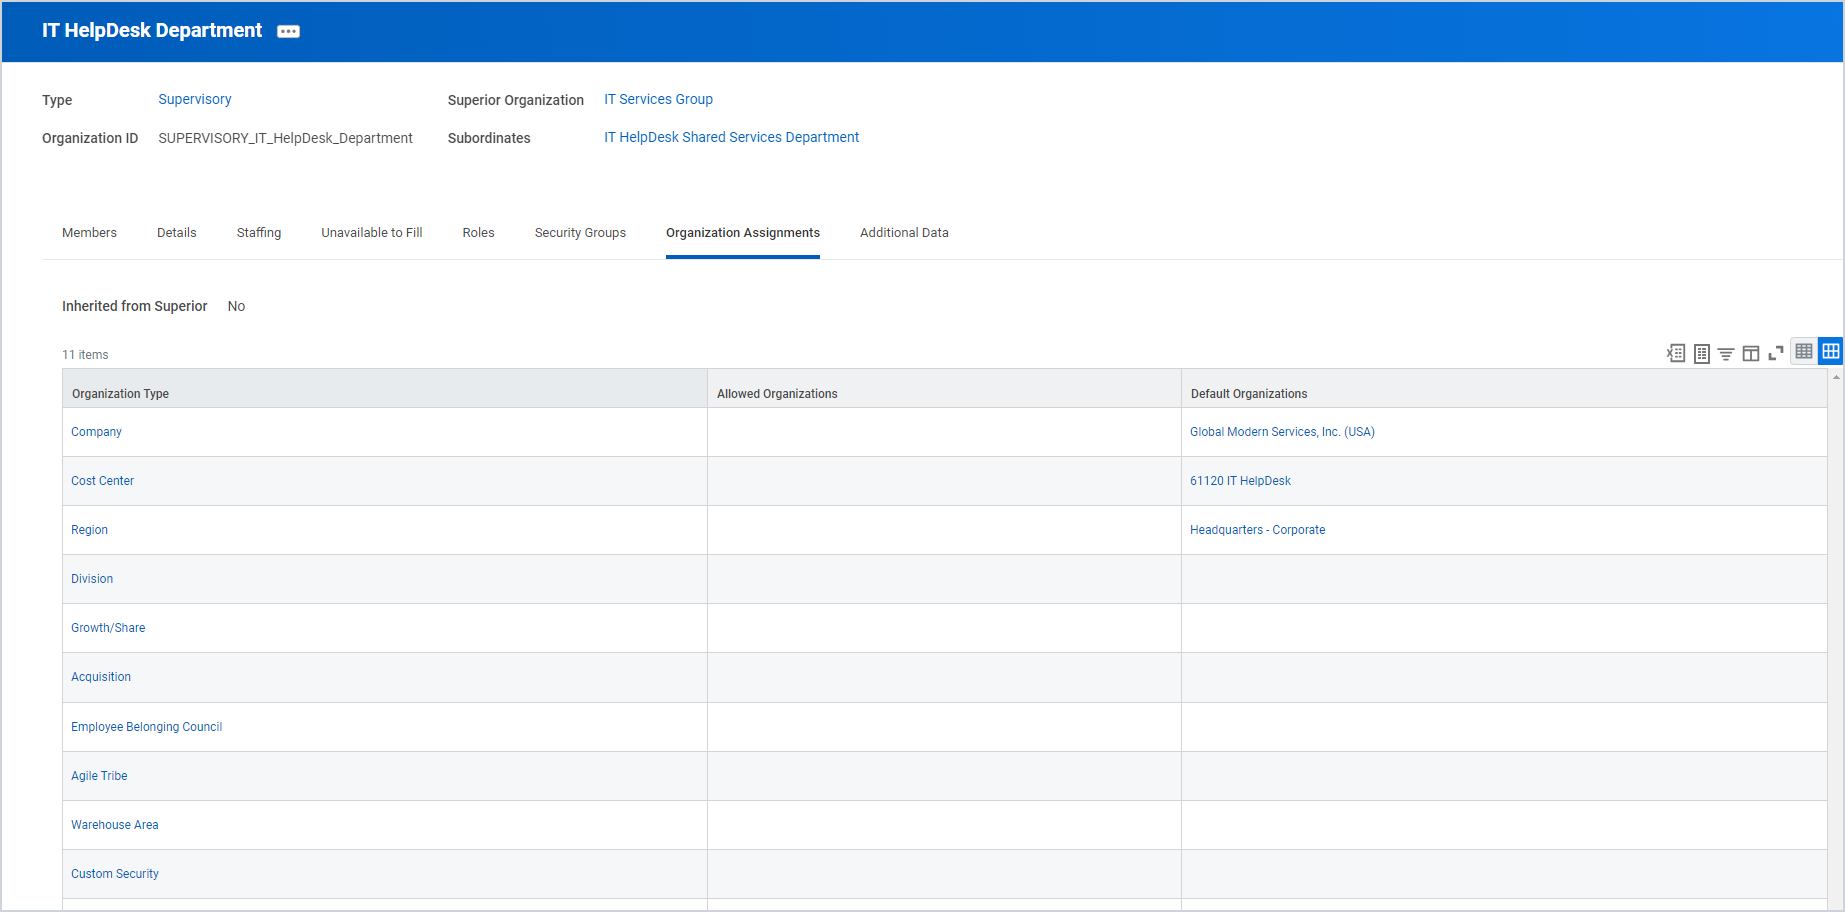 IT HelpDesk Department
Type Supervisory Superior Organization IT Services Group
Organization ID SUPERVISORY_IT_HelpDesk_Department Subordinates IT HelpDesk Shared Services Department
Members Details Staffing Unavailable to Fill Roles Security Groups Organization Assignments Additional Data
Inherited from Superior No
11 items
Organization Type Allowed Organizations Default Organizations
Company Global Modern Services, Inc. (USA)
Cost Center 61120 IT HelpDesk
Region Headquarters - Corporate
Division
Growth/Share
Acquisition
Employee Belonging Council
Agile Tribe
Warehouse Area
Custom Security